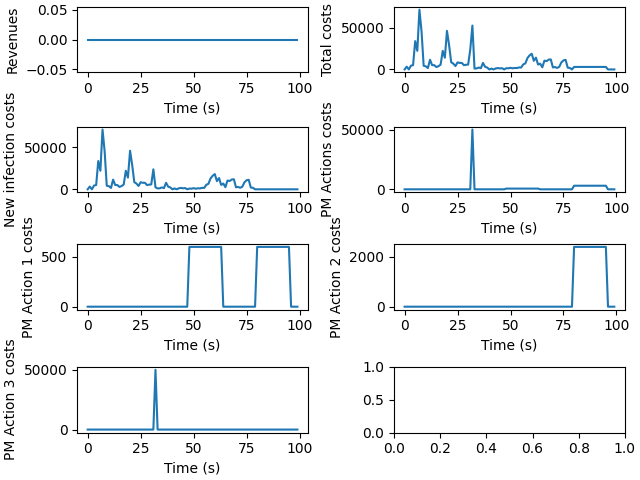 Revenues
0.05
0.00
−0.05
0 25 50 75 100
Time (s)
Total costs
50000
0
0 25 50 75 100
Time (s)
New infection costs
50000
0
0 25 50 75 100
Time (s)
PM Actions costs
50000
0
0 25 50 75 100
Time (s)
PM Action 1 costs
500
0
0 25 50 75 100
Time (s)
PM Action 2 costs
2000
0
0 25 50 75 100
Time (s)
PM Action 3 costs
50000
0
0 25 50 75 100
Time (s)
1.0
0.5
0.0
0.0 0.2 0.4 0.6 0.8 1.0